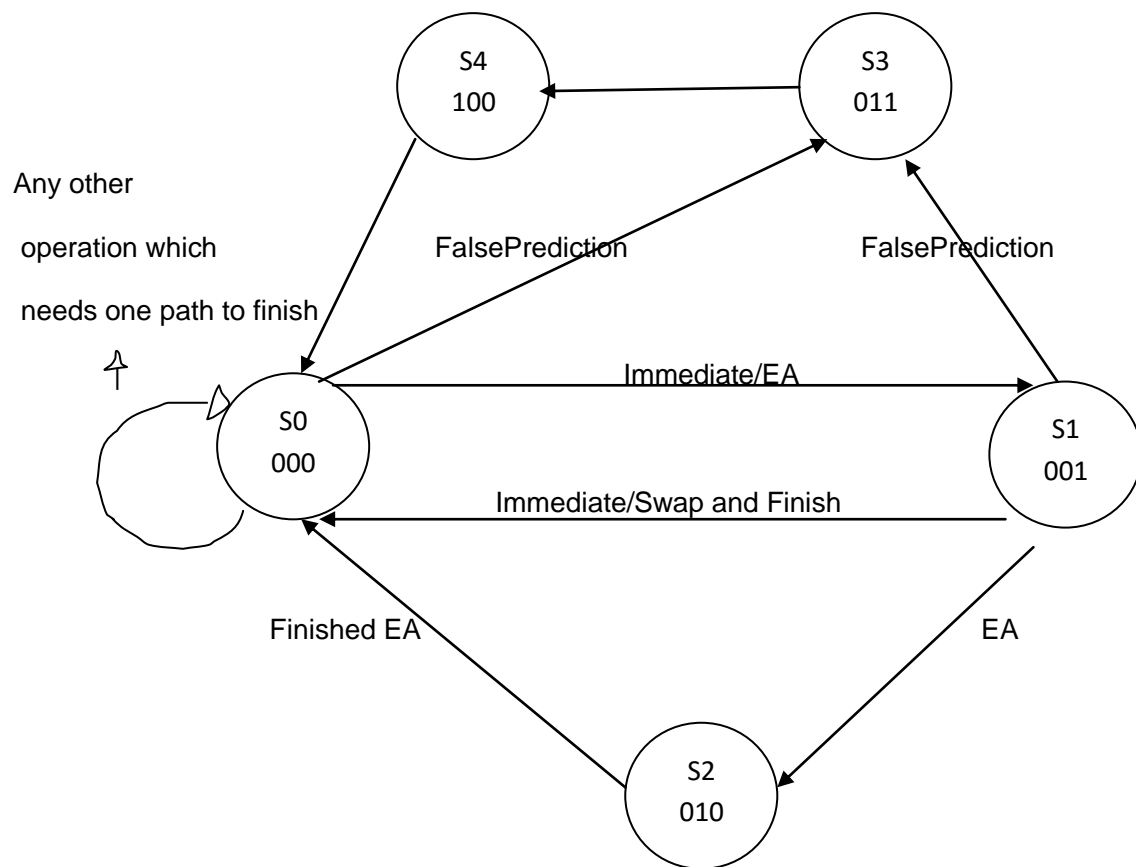 S4
100
S3
011
Any other
operation which
needs one path to finish
FalsePrediction
FalsePrediction
Immediate/EA
S0
000
S1
001
Immediate/Swap and Finish
Finished EA
EA
S2
010